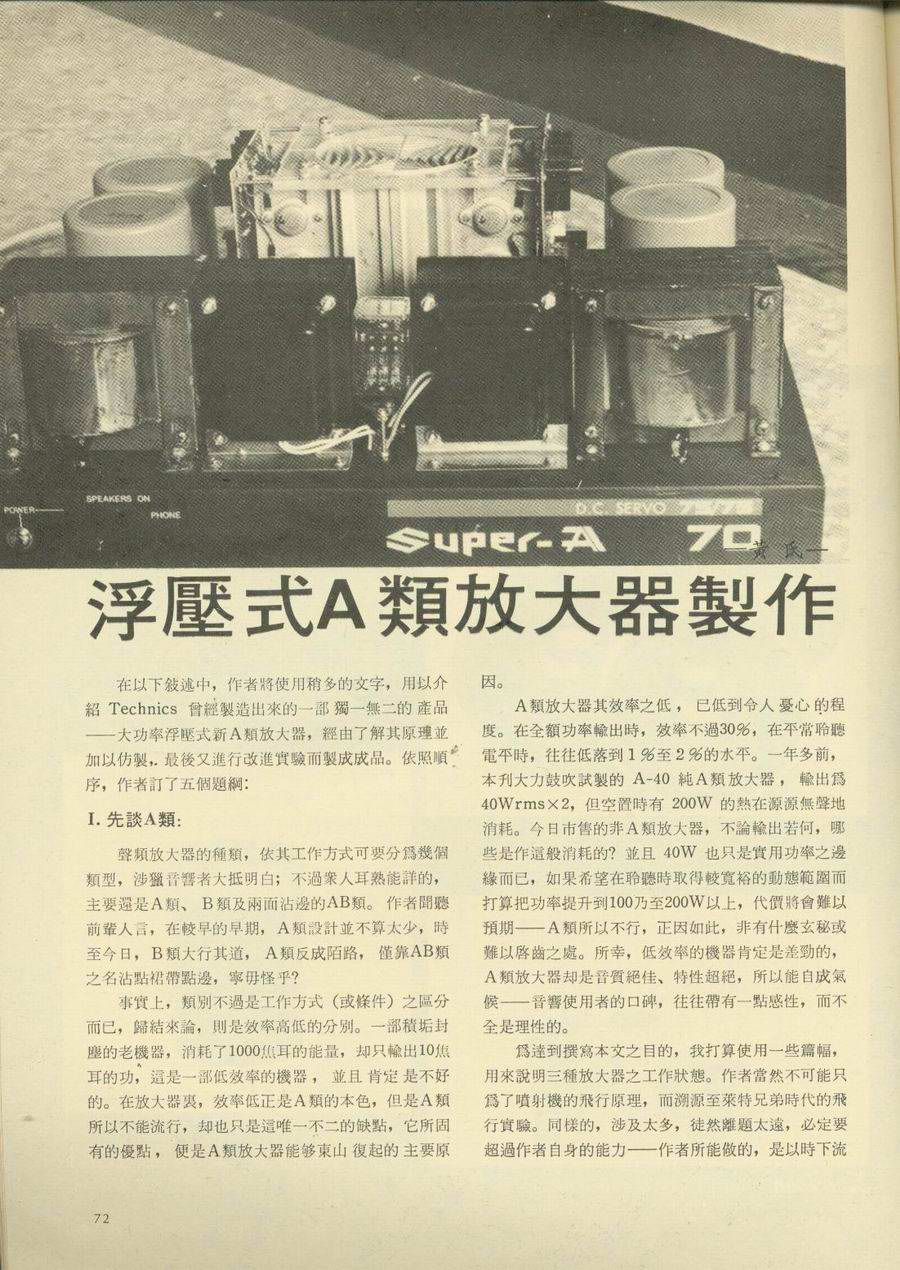 SPEAKERS ON
POWER
PHONE
D.C. SERVO 75/75
Super-A 70
—黃 氏—
浮壓式A類放大器製作
在以下敍述中，作者將使用稍多的文字，用以介
紹 Technics 曾經製造出來的一部獨一無二的產品
——大功率浮壓式新A類放大器，經由了解其原理並
加以仿製，最後又進行改進實驗而製成成品。依照順
序，作者訂了五個題綱：
I. 先談A類：
聲類放大器的種類，依其工作方式可要分爲幾個
類型，涉獵音響者大抵明白；不過衆人耳熟能詳的，
主要還是A類、B類及兩面沾邊的AB類。作者聞聽
前輩人言，在較早的早期，A類設計並不算太少，時
至今日，B類大行其道，A類反成陌路，僅靠AB類
之名沾點裙帶點邊，寧毋怪乎？
事實上，類別不過是工作方式（或條件）之區分
而已，歸結來論，則是效率高低的分別。一部積垢封
塵的老機器，消耗了1000焦耳的能量，却只輸出10焦
耳的功，這是一部低效率的機器，並且肯定是不好
的。在放大器裏，效率低正是A類的本色，但是A類
所以不能流行，却也只是這唯一不二的缺點，它所固
有的優點，便是A類放大器能够東山復起的主要原
因。
A類放大器其效率之低，已低到令人憂心的程
度。在全額功率輸出時，效率不過30%，在平常聆聽
電平時，往往低落到1%至2%的水平。一年多前，
本刋大力鼓吹試製的 A-40 純A類放大器，輸出爲
40Wrms×2，但空置時有 200W 的熱在源源無聲地
消耗。今日市售的非A類放大器，不論輸出若何，哪
些是作這般消耗的？並且 40W 也只是實用功率之邊
緣而已，如果希望在聆聽時取得較寬裕的動態範圍而
打算把功率提升到100乃至200W以上，代價將會難以
預期——A類所以不行，正因如此，非有什麼玄秘或
難以啓齒之處。所幸，低效率的機器肯定是差勁的，
A類放大器却是音質絕佳、特性超絕，所以能自成氣
候——音響使用者的口碑，往往帶有一點感性，而不
全是理性的。
爲達到撰寫本文之目的，我打算使用一些篇幅，
用來說明三種放大器之工作狀態。作者當然不可能只
爲了噴射機的飛行原理，而溯源至萊特兄弟時代的飛
行實驗。同樣的，涉及太多，徒然離題太遠，必定要
超過作者自身的能力——作者所能做的，是以時下流
72